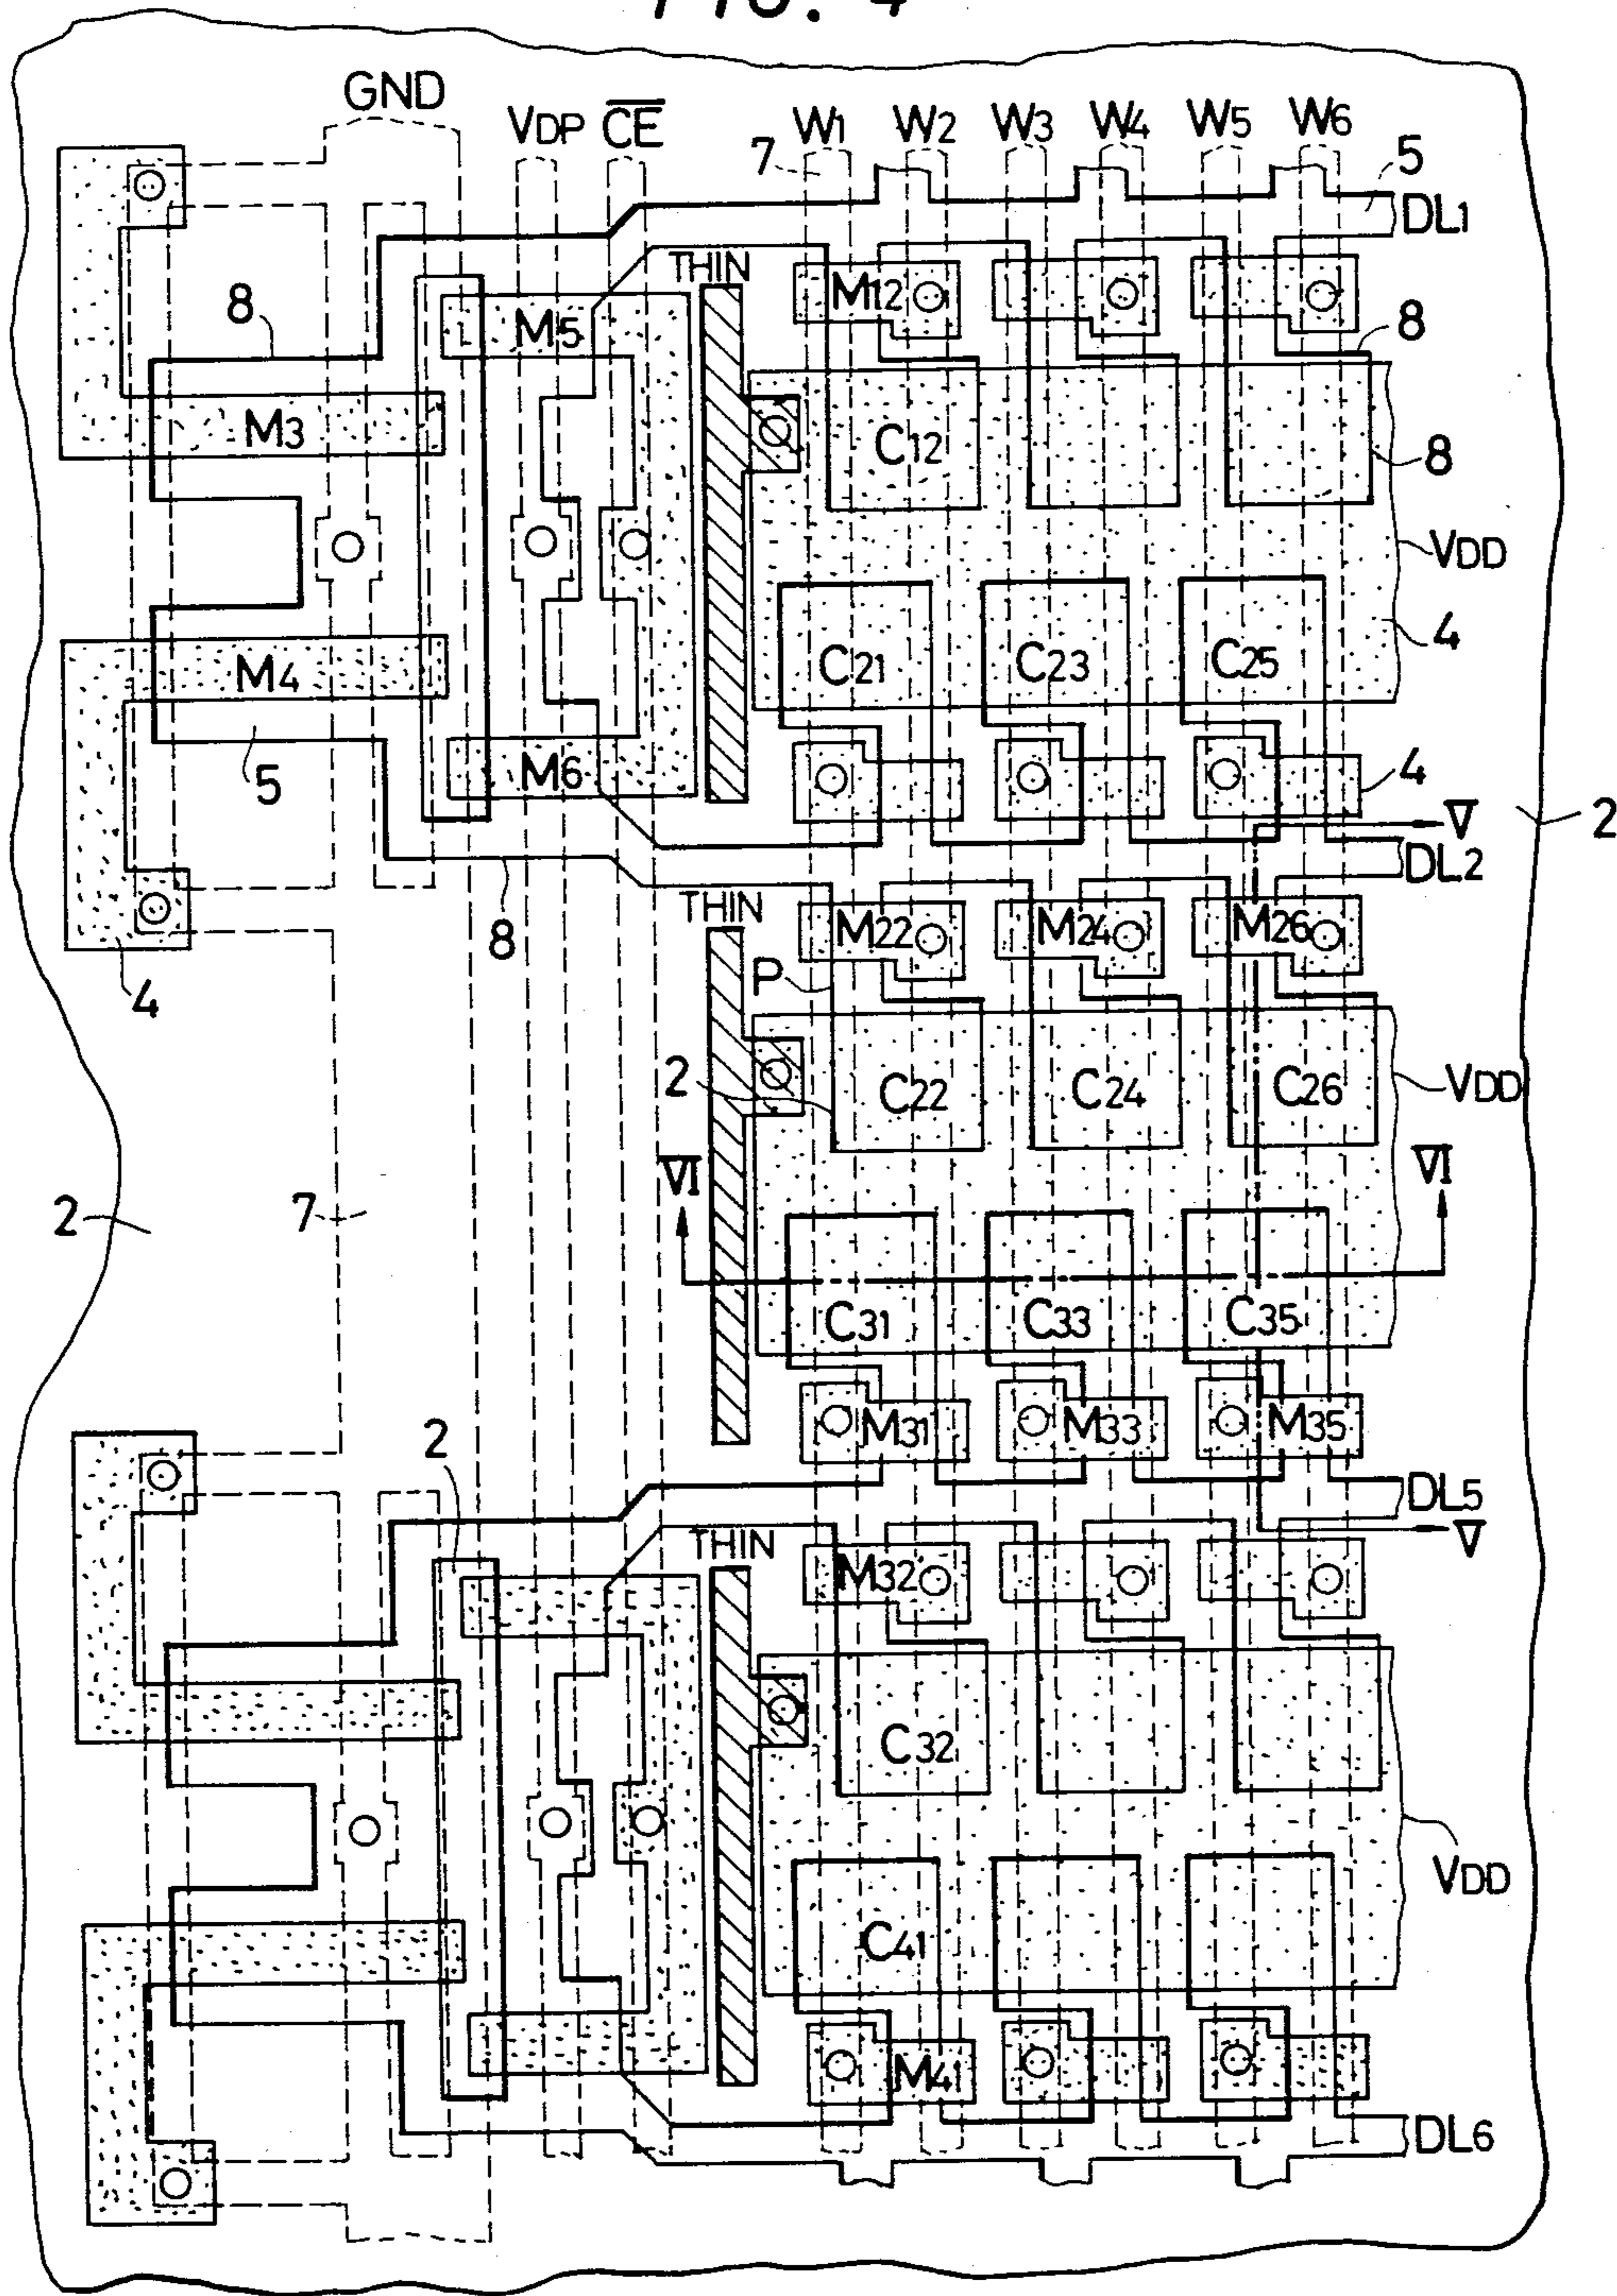 FIG. 4
GND
VDP C̅E̅
W1 W2 W3 W4 W5 W6
7
5
DL1
THIN
M12
8
M5
8
M3
C12
8
VDD
4
M4
C21 C23 C25
5
M6
4
V
2
DL2
8
THIN
M22 M24 M26
4
P
2
C22 C24 C26
VDD
VI
VI
2
7
C31 C33 C35
2
M31 M33 M35
DL5
V
THIN
M32
C32
VDD
C41
M41
DL6